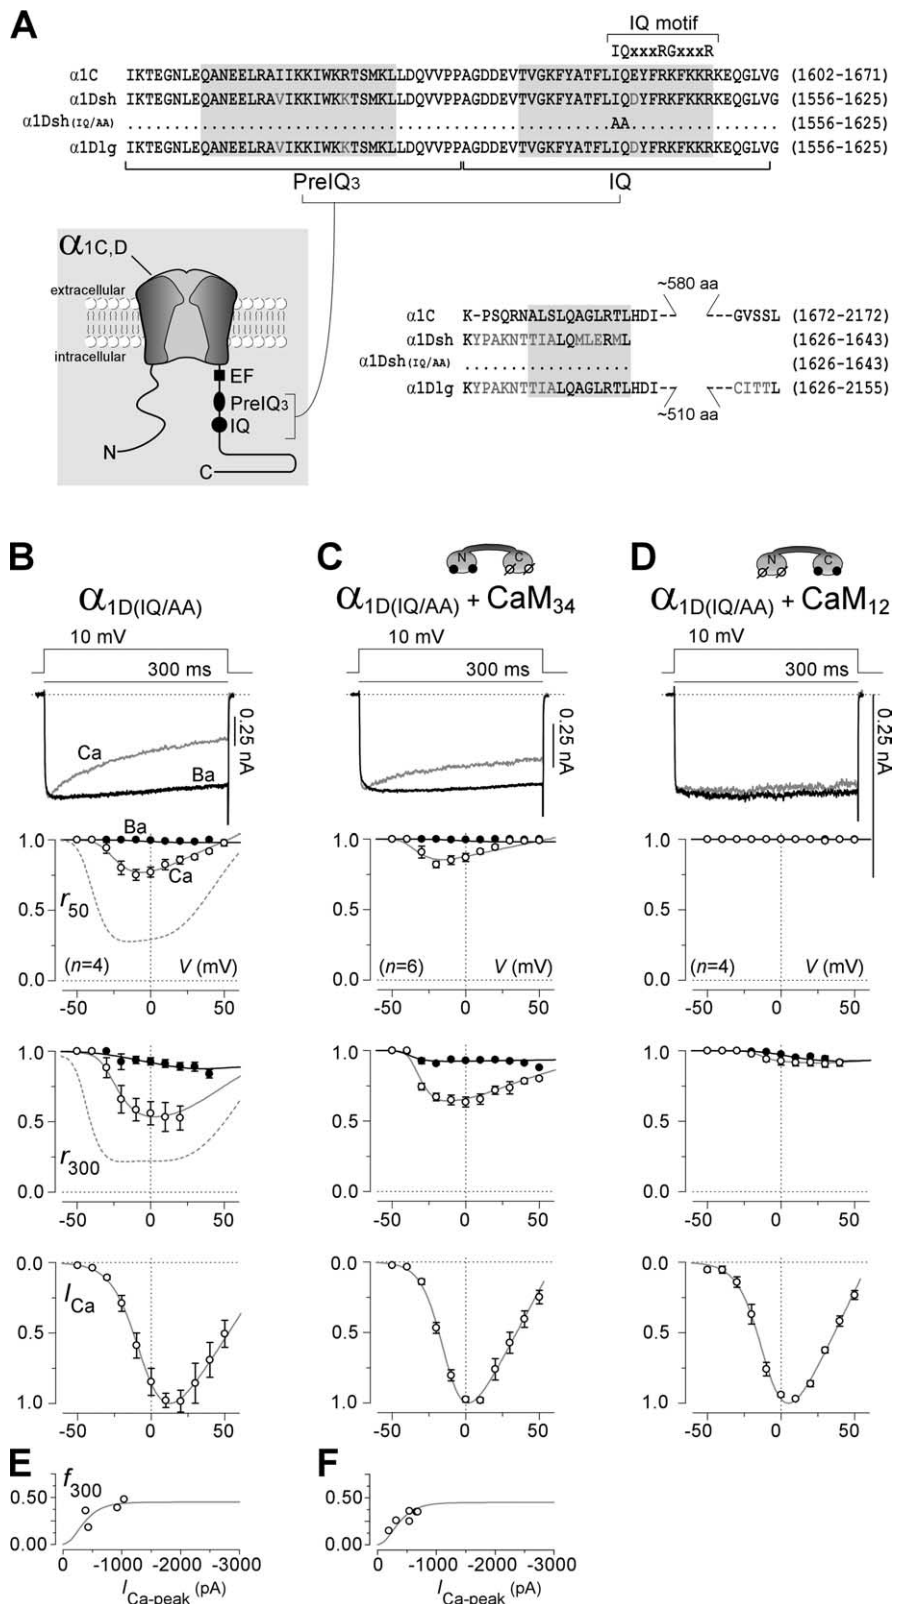 A
IQ motif
IQxxxRGxxxR
α1C IKTEGNLEQANEELRAIIKKIWKRTSMKLLDQVVPPAGDDEVTVGKFYATFLIQEYFRKFKKRKEQGLVG (1602-1671)
α1Dsh IKTEGNLEQANEELRAVIKKIWKKTSMKLLDQVVPPAGDDEVTVGKFYATFLIQDYFRKFKKRKEQGLVG (1556-1625)
α1Dsh(IQ/AA) ....................................................AA................ (1556-1625)
α1Dlg IKTEGNLEQANEELRAVIKKIWKKTSMKLLDQVVPPAGDDEVTVGKFYATFLIQDYFRKFKKRKEQGLVG (1556-1625)
PreIQ3 IQ
α1C,D
extracellular
intracellular
EF
PreIQ3
IQ
N
C
~580 aa
α1C K-PSQRNALSLQAGLRTLHDI-- ---GVSSL (1672-2172)
α1Dsh KYPAKNTTIALQMLERML (1626-1643)
α1Dsh(IQ/AA) .................. (1626-1643)
α1Dlg KYPAKNTTIALQAGLRTLHDI-- ---CITTL (1626-2155)
~510 aa
B C D
N C N C
α1D(IQ/AA) α1D(IQ/AA) + CaM34 α1D(IQ/AA) + CaM12
10 mV 10 mV 10 mV
300 ms 300 ms 300 ms
Ca
Ba
0.25 nA 0.25 nA 0.25 nA
Ba
1.0 1.0 1.0
Ca
r50
0.5 0.5 0.5
(n=4) V (mV) (n=6) V (mV) (n=4) V (mV)
0.0 0.0 0.0
-50 0 50 -50 0 50 -50 0 50
1.0 1.0 1.0
0.5 0.5 0.5
r300
0.0 0.0 0.0
-50 0 50 -50 0 50 -50 0 50
0.0 0.0 0.0
ICa
0.5 0.5 0.5
1.0 1.0 1.0
-50 0 50 -50 0 50 -50 0 50
E F
f300
0.50 0.50
0.00 0.00
0 -1000 -2000 -3000 0 -1000 -2000 -3000
ICa-peak (pA) ICa-peak (pA)